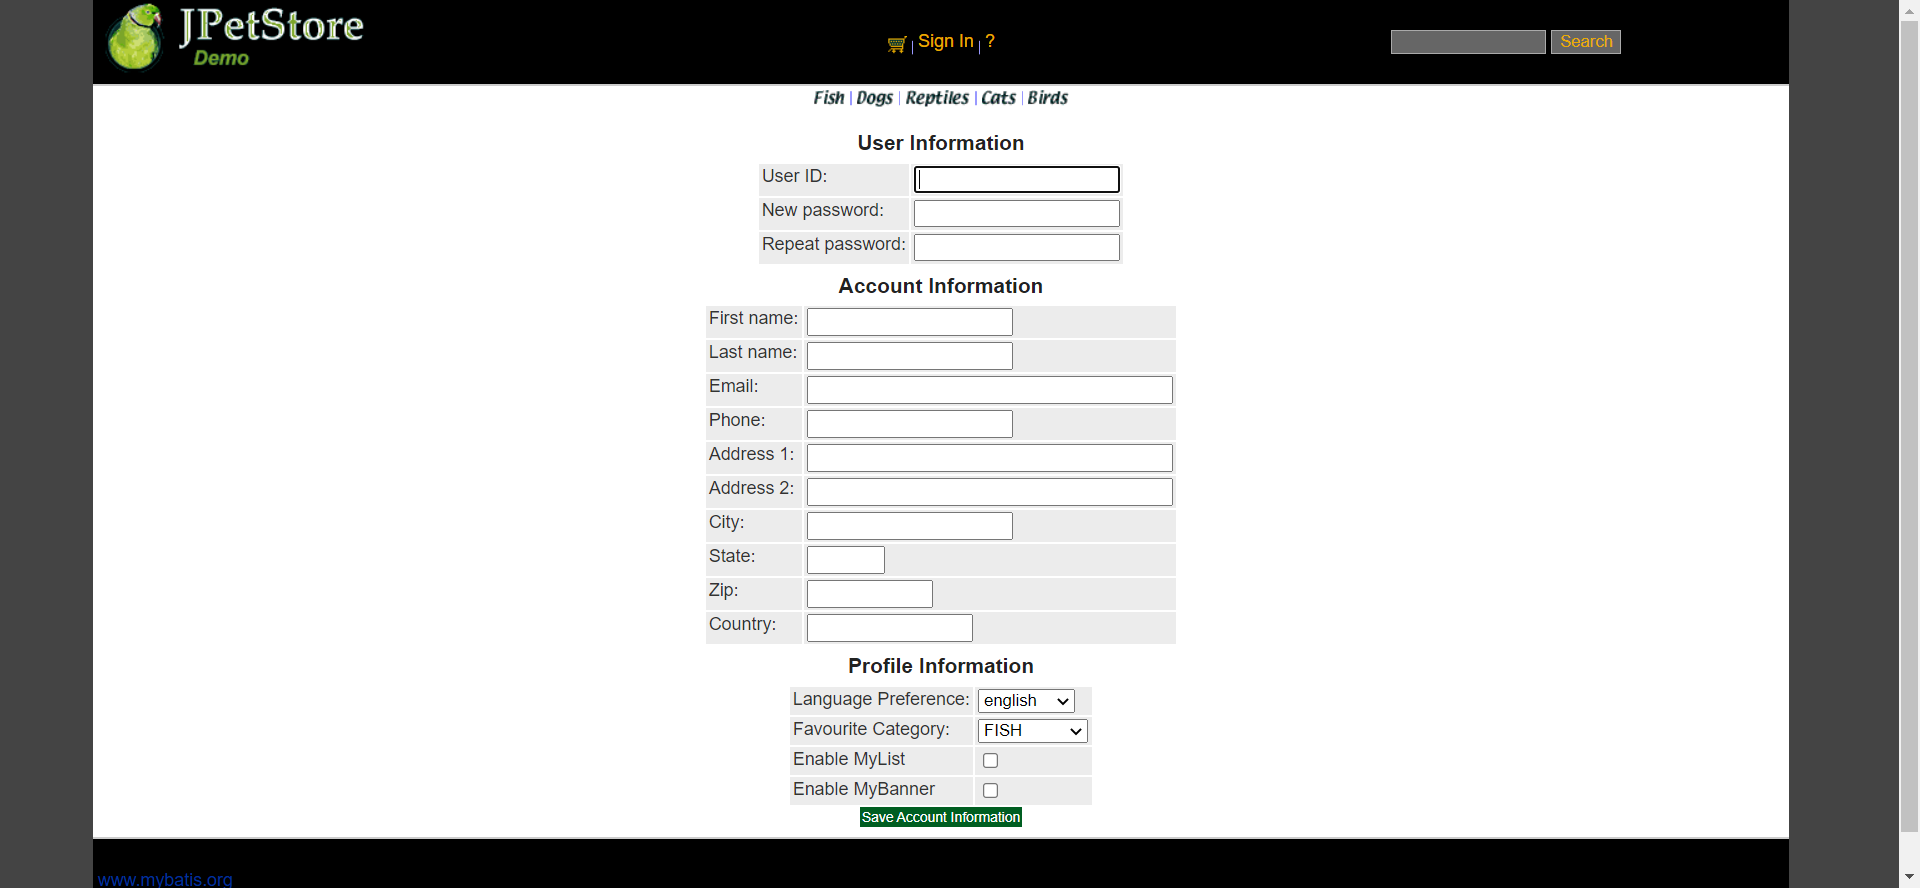 JPetStore
Demo
Sign In | ?
Search
Fish | Dogs | Reptiles | Cats | Birds
User Information
User ID:
New password:
Repeat password:
Account Information
First name:
Last name:
Email:
Phone:
Address 1:
Address 2:
City:
State:
Zip:
Country:
Profile Information
Language Preference: english
Favourite Category: FISH
Enable MyList
Enable MyBanner
Save Account Information
www.mybatis.org